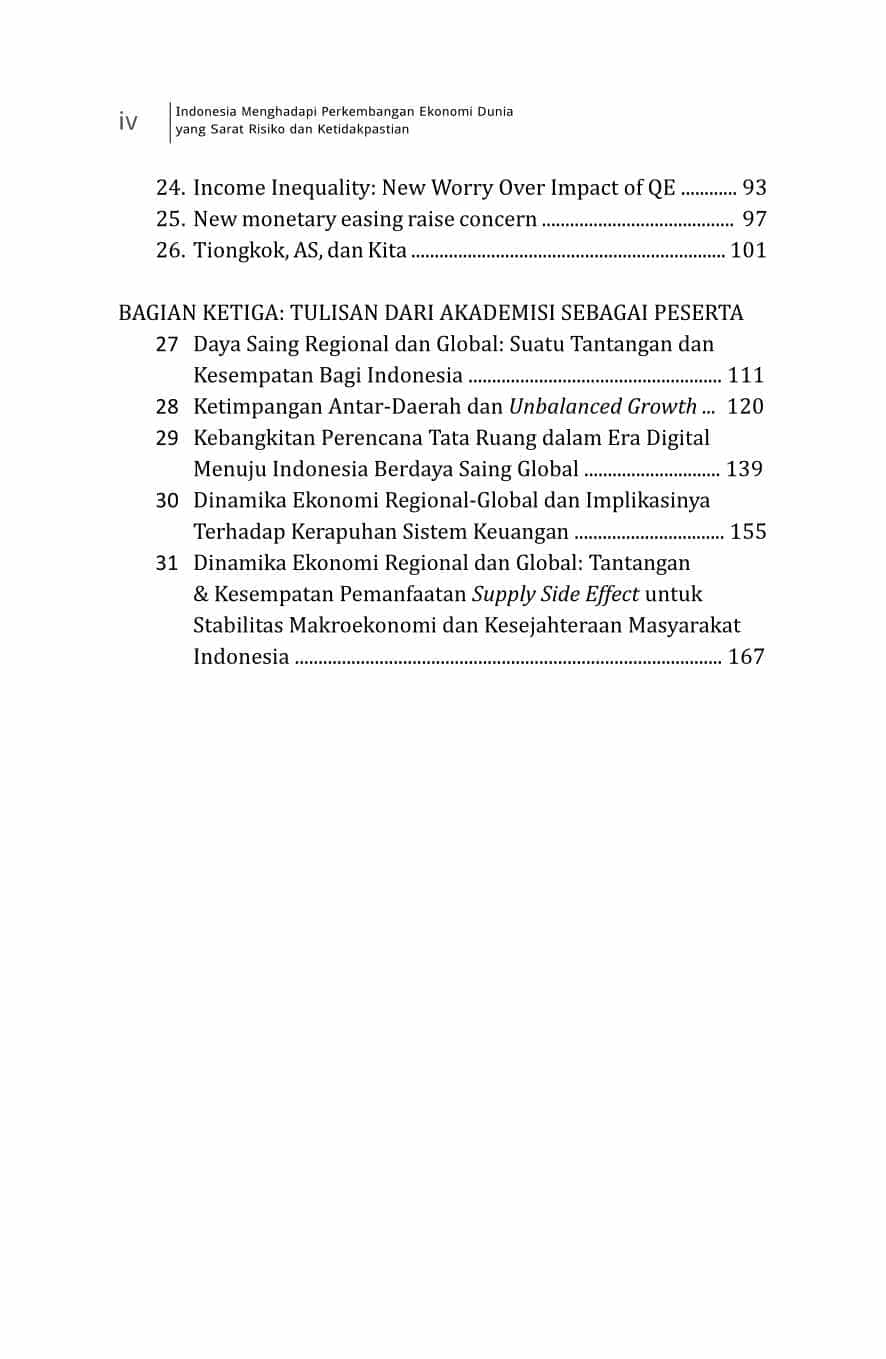 iv
Indonesia Menghadapi Perkembangan Ekonomi Dunia
yang Sarat Risiko dan Ketidakpastian
24. Income Inequality: New Worry Over Impact of QE ............ 93
25. New monetary easing raise concern ......................................... 97
26. Tiongkok, AS, dan Kita ................................................................... 101
BAGIAN KETIGA: TULISAN DARI AKADEMISI SEBAGAI PESERTA
27 Daya Saing Regional dan Global: Suatu Tantangan dan
Kesempatan Bagi Indonesia ...................................................... 111
28 Ketimpangan Antar-Daerah dan Unbalanced Growth ... 120
29 Kebangkitan Perencana Tata Ruang dalam Era Digital
Menuju Indonesia Berdaya Saing Global ............................. 139
30 Dinamika Ekonomi Regional-Global dan Implikasinya
Terhadap Kerapuhan Sistem Keuangan ................................ 155
31 Dinamika Ekonomi Regional dan Global: Tantangan
& Kesempatan Pemanfaatan Supply Side Effect untuk
Stabilitas Makroekonomi dan Kesejahteraan Masyarakat
Indonesia ........................................................................................... 167